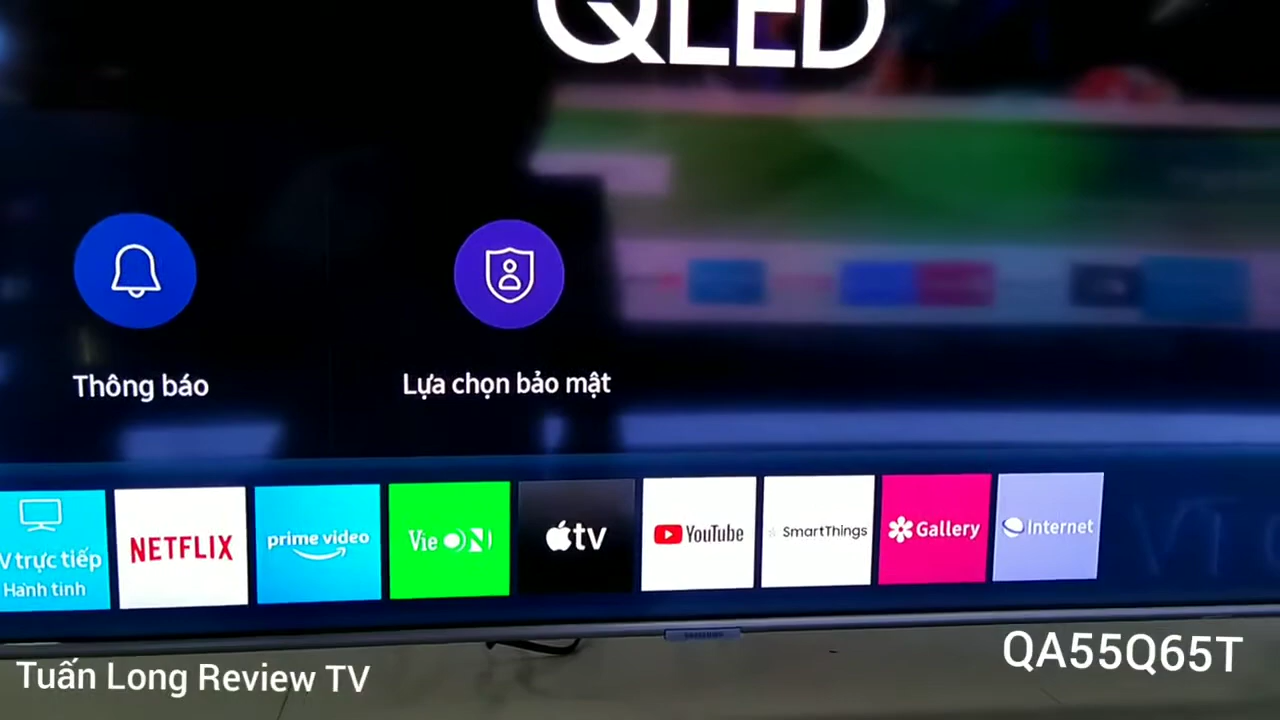 QLED
Thông báo
Lựa chọn bảo mật
V trực tiếp
Hành tinh
NETFLIX
prime video
Vie ON
tv
YouTube
SmartThings
Gallery
Internet
SAMSUNG
Tuấn Long Review TV
QA55Q65T